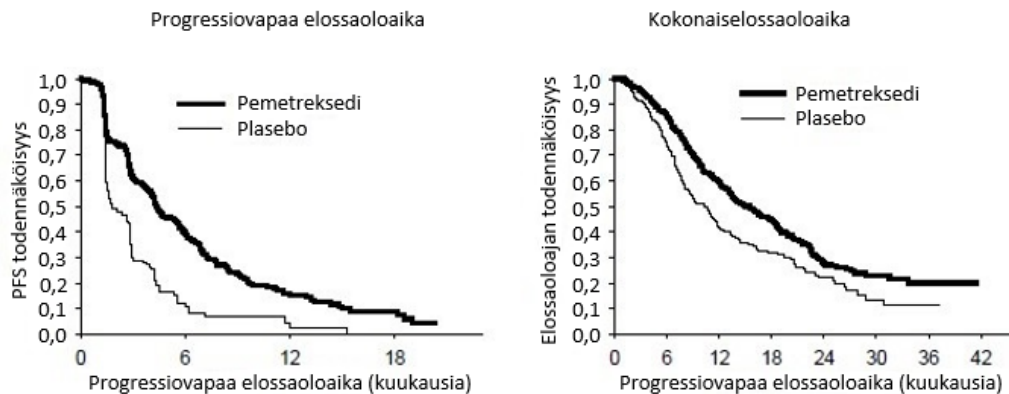 Progressiovapaa elossaoloaika
Kokonaiselossaoloaika
PFS todennäköisyys
1,0
0,9
0,8
0,7
0,6
0,5
0,4
0,3
0,2
0,1
0,0
Pemetreksedi
Plasebo
0 6 12 18
Progressiovapaa elossaoloaika (kuukausia)
Elossaoloajan todennäköisyys
1,0
0,9
0,8
0,7
0,6
0,5
0,4
0,3
0,2
0,1
0,0
Pemetreksedi
Plasebo
0 6 12 18 24 30 36 42
Progressiovapaa elossaoloaika (kuukausia)